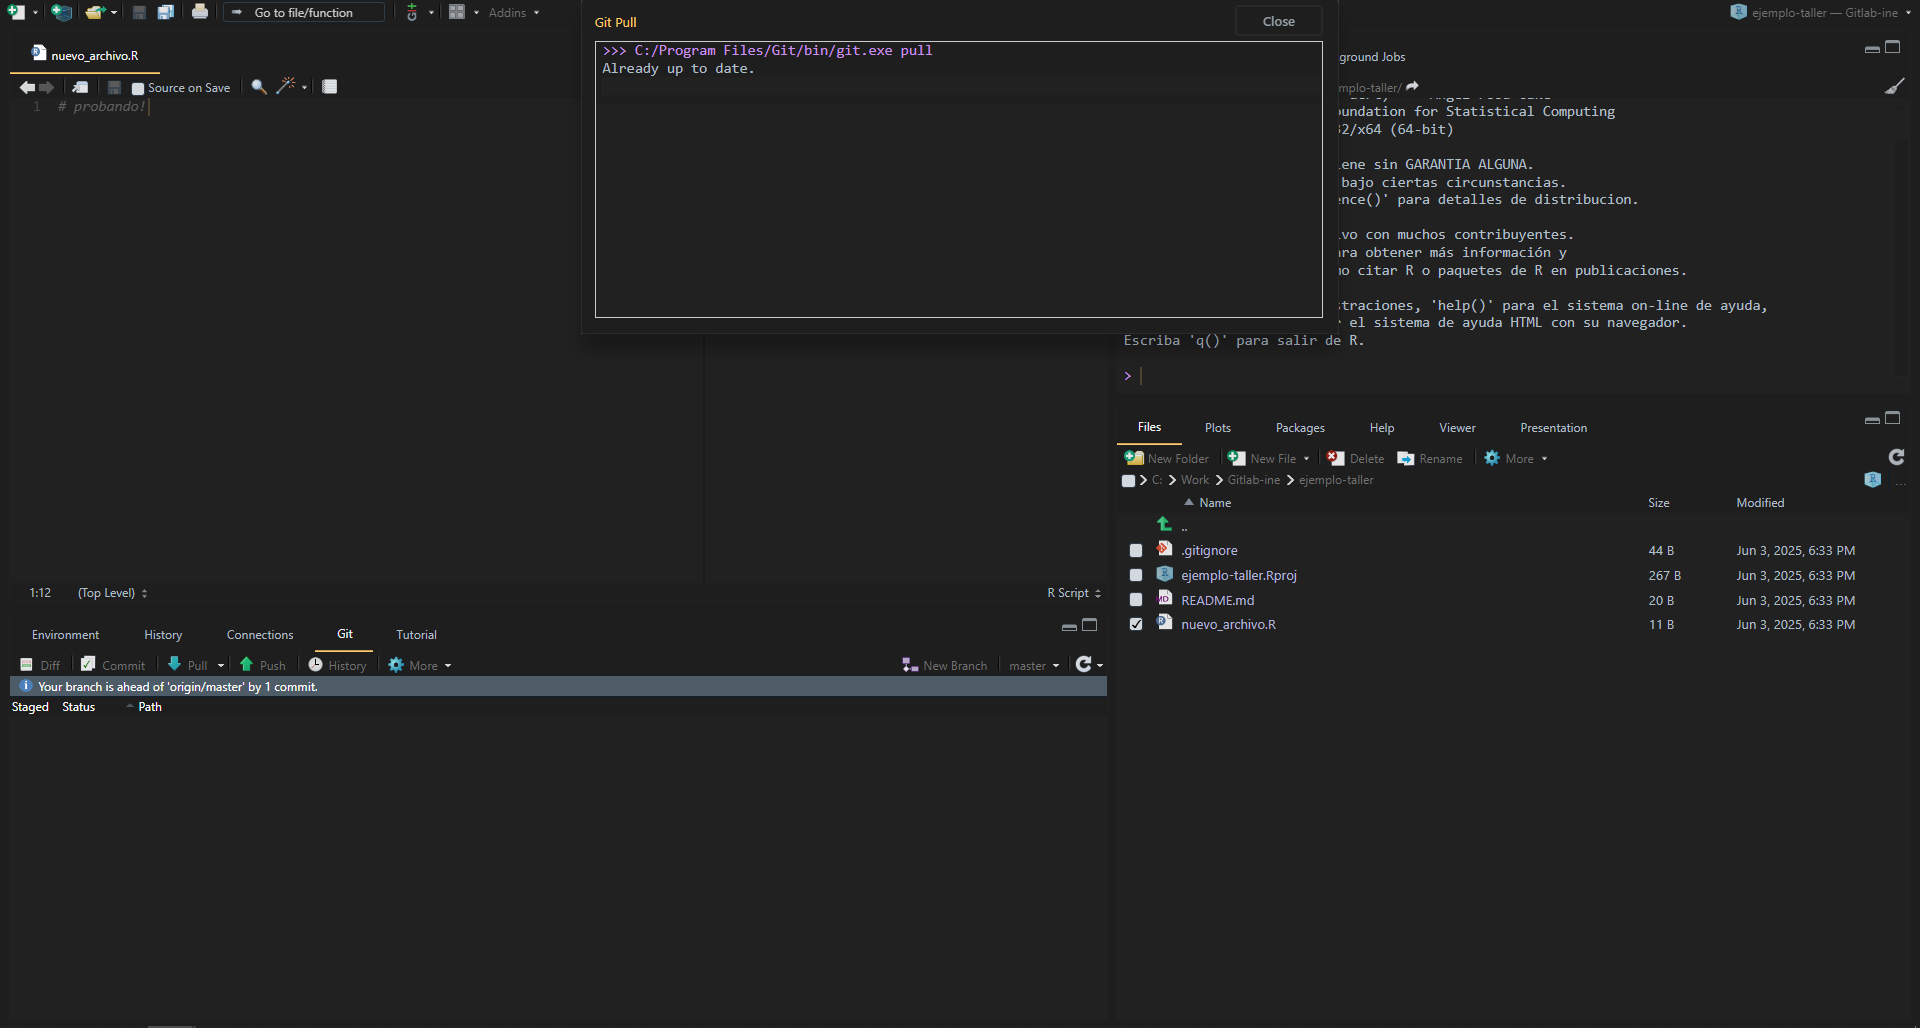 Go to file/function
Addins
ejemplo-taller — Gitlab-ine
Git Pull
Close
>>> C:/Program Files/Git/bin/git.exe pull
Already up to date.
nuevo_archivo.R
Source on Save
1 # probando!
1:12 (Top Level)
R Script
Environment History Connections Git Tutorial
Diff Commit Pull Push History More
New Branch master
Your branch is ahead of 'origin/master' by 1 commit.
Staged Status Path
ground Jobs
mplo-taller/
undation for Statistical Computing
32/x64 (64-bit)
ene sin GARANTIA ALGUNA.
bajo ciertas circunstancias.
ence()' para detalles de distribucion.
vo con muchos contribuyentes.
ra obtener más información y
o citar R o paquetes de R en publicaciones.
traciones, 'help()' para el sistema on-line de ayuda,
r el sistema de ayuda HTML con su navegador.
Escriba 'q()' para salir de R.
>
Files Plots Packages Help Viewer Presentation
New Folder New File Delete Rename More
C: Work Gitlab-ine ejemplo-taller
...
Name Size Modified
..
.gitignore 44 B Jun 3, 2025, 6:33 PM
ejemplo-taller.Rproj 267 B Jun 3, 2025, 6:33 PM
README.md 20 B Jun 3, 2025, 6:33 PM
nuevo_archivo.R 11 B Jun 3, 2025, 6:33 PM